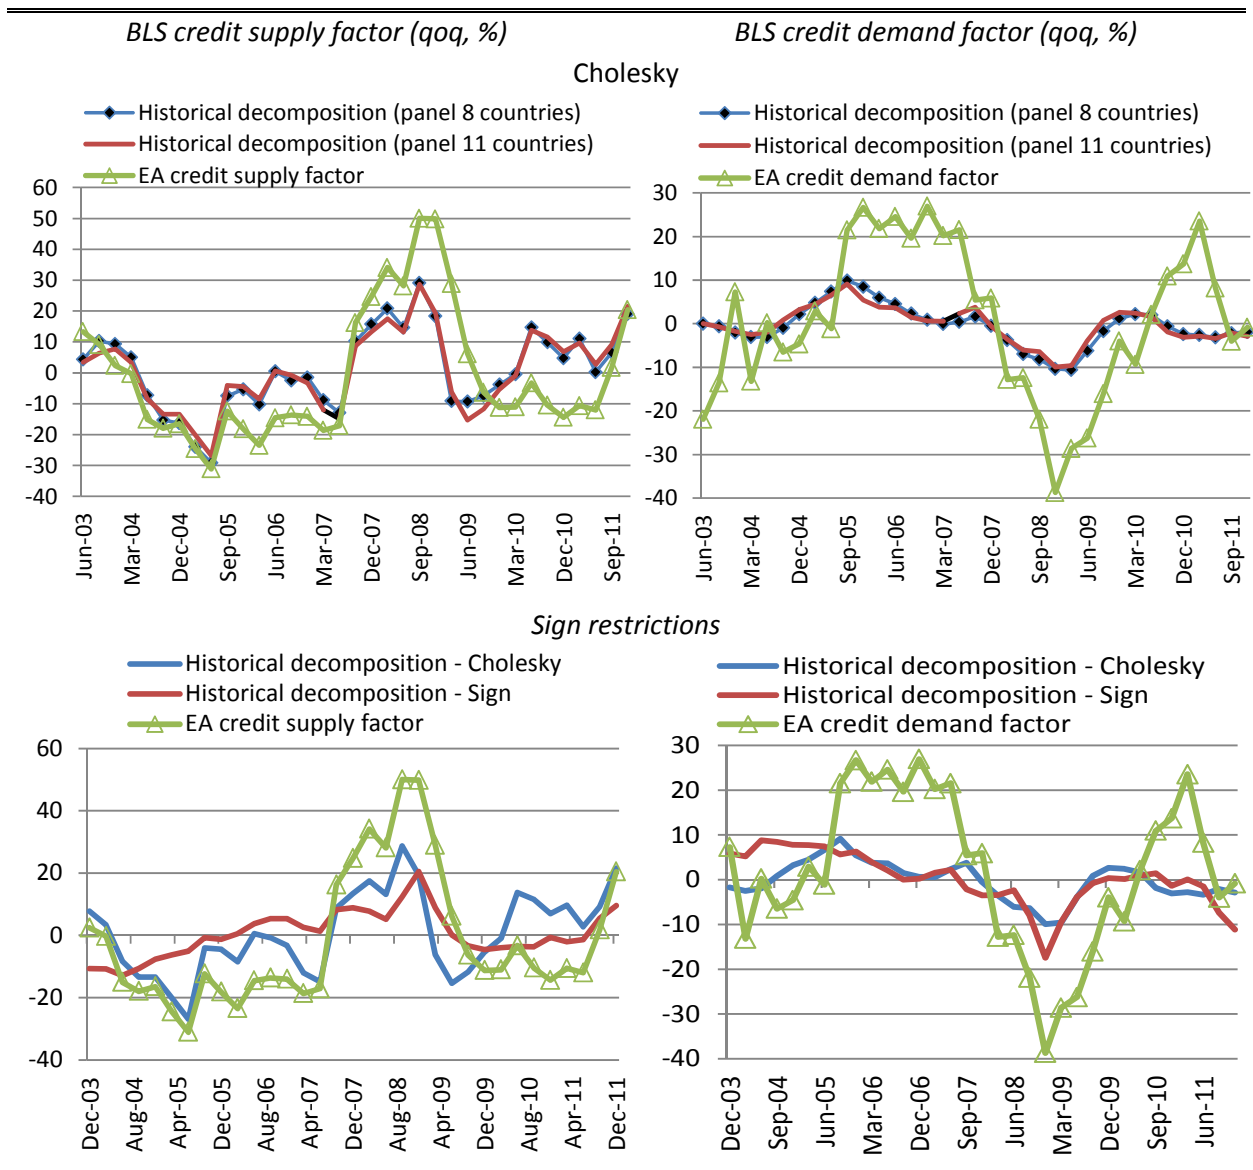 BLS credit supply factor (qoq, %)
BLS credit demand factor (qoq, %)
Cholesky
Historical decomposition (panel 8 countries)
Historical decomposition (panel 11 countries)
EA credit supply factor
60
50
40
30
20
10
0
-10
-20
-30
-40
Jun-03
Mar-04
Dec-04
Sep-05
Jun-06
Mar-07
Dec-07
Sep-08
Jun-09
Mar-10
Dec-10
Sep-11
Historical decomposition (panel 8 countries)
Historical decomposition (panel 11 countries)
EA credit demand factor
30
20
10
0
-10
-20
-30
-40
Jun-03
Mar-04
Dec-04
Sep-05
Jun-06
Mar-07
Dec-07
Sep-08
Jun-09
Mar-10
Dec-10
Sep-11
Sign restrictions
Historical decomposition - Cholesky
Historical decomposition - Sign
EA credit supply factor
60
40
20
0
-20
-40
Dec-03
Aug-04
Apr-05
Dec-05
Aug-06
Apr-07
Dec-07
Aug-08
Apr-09
Dec-09
Aug-10
Apr-11
Dec-11
Historical decomposition - Cholesky
Historical decomposition - Sign
EA credit demand factor
30
20
10
0
-10
-20
-30
-40
Dec-03
Sep-04
Jun-05
Mar-06
Dec-06
Sep-07
Jun-08
Mar-09
Dec-09
Sep-10
Jun-11